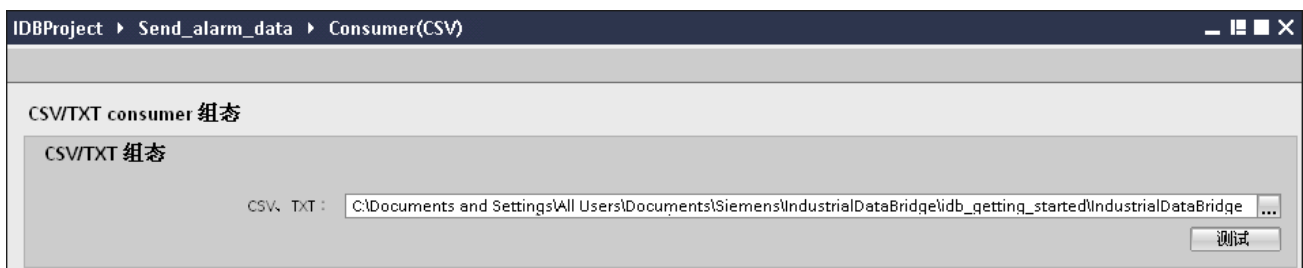 IDBProject ▸ Send_alarm_data ▸ Consumer(CSV)
CSV/TXT consumer 组态
CSV/TXT 组态
CSV、TXT： C:\Documents and Settings\All Users\Documents\Siemens\IndustrialDataBridge\idb_getting_started\IndustrialDataBridge ...
测试